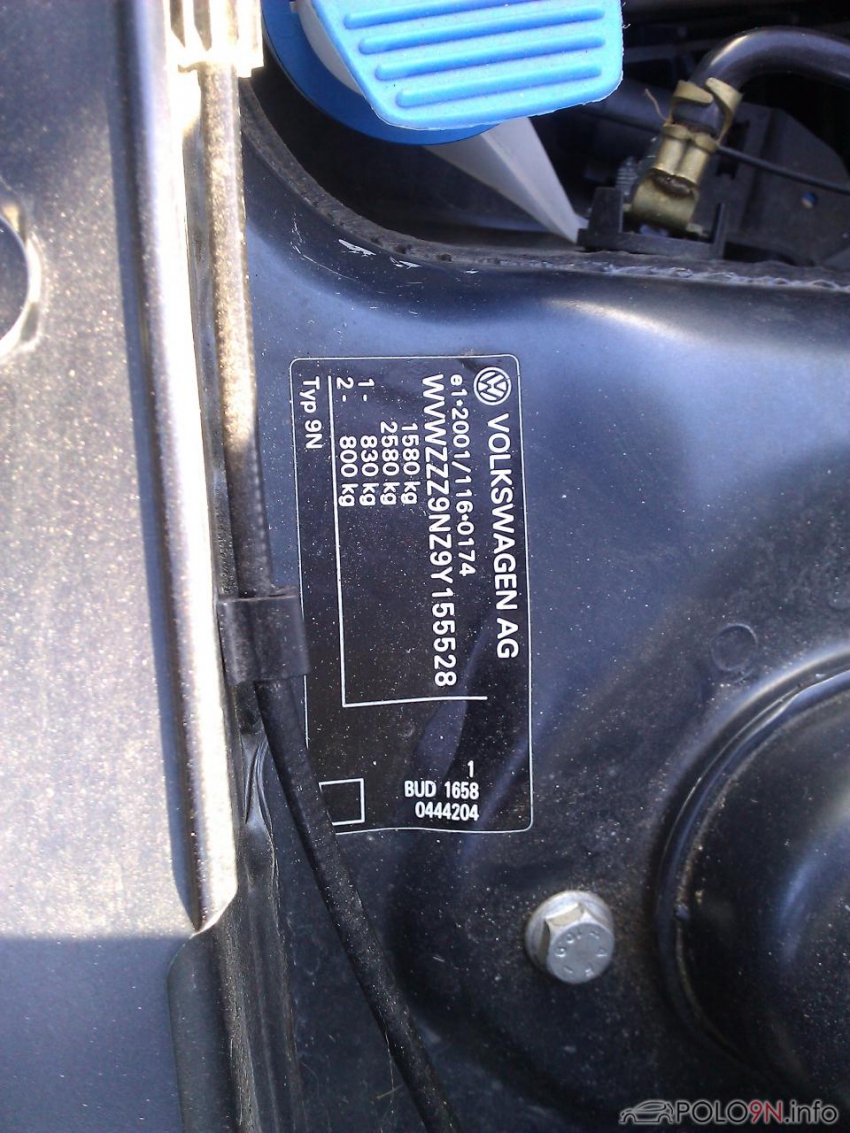 VOLKSWAGEN AG
e1*2001/116*0174
WVWZZZ9NZ9Y155528
1580 kg
2580 kg
1- 830 kg
2- 800 kg
Typ 9N
1
BUD 1658
0444204
POLO9N.info